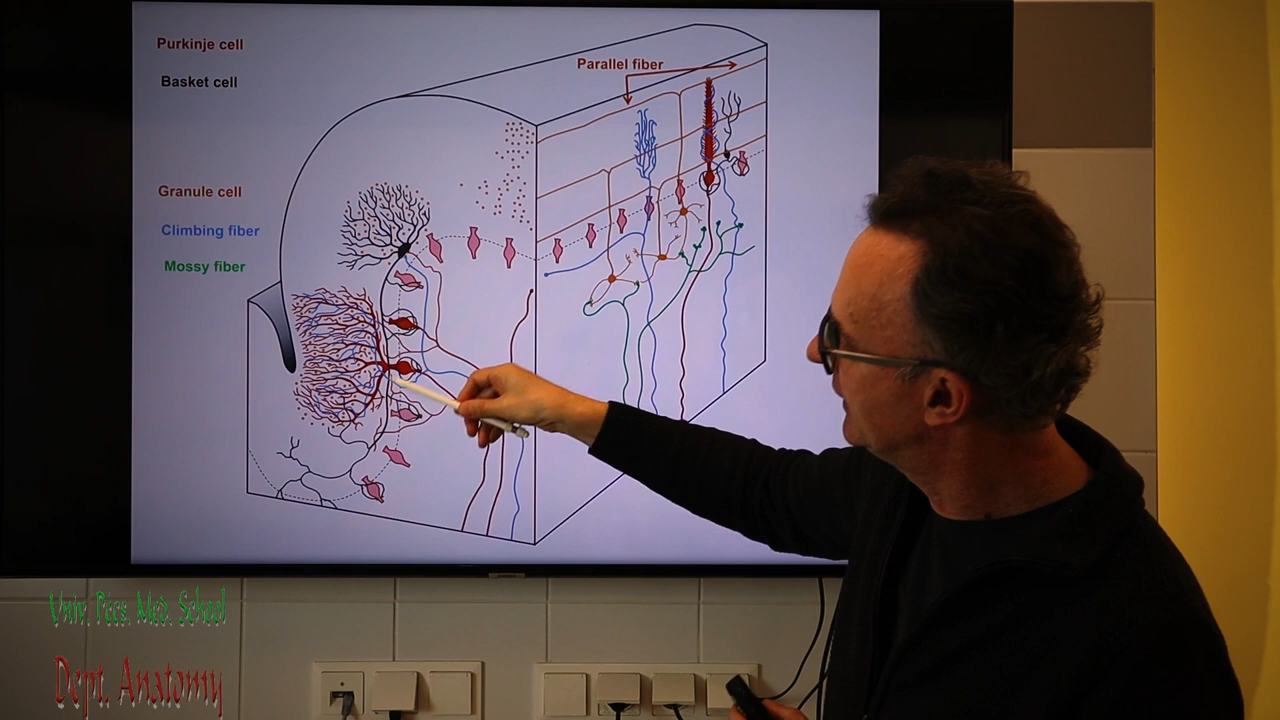 Purkinje cell
Basket cell
Granule cell
Climbing fiber
Mossy fiber
Parallel fiber
Univ. Pecs. Med. School
Dept. Anatomy